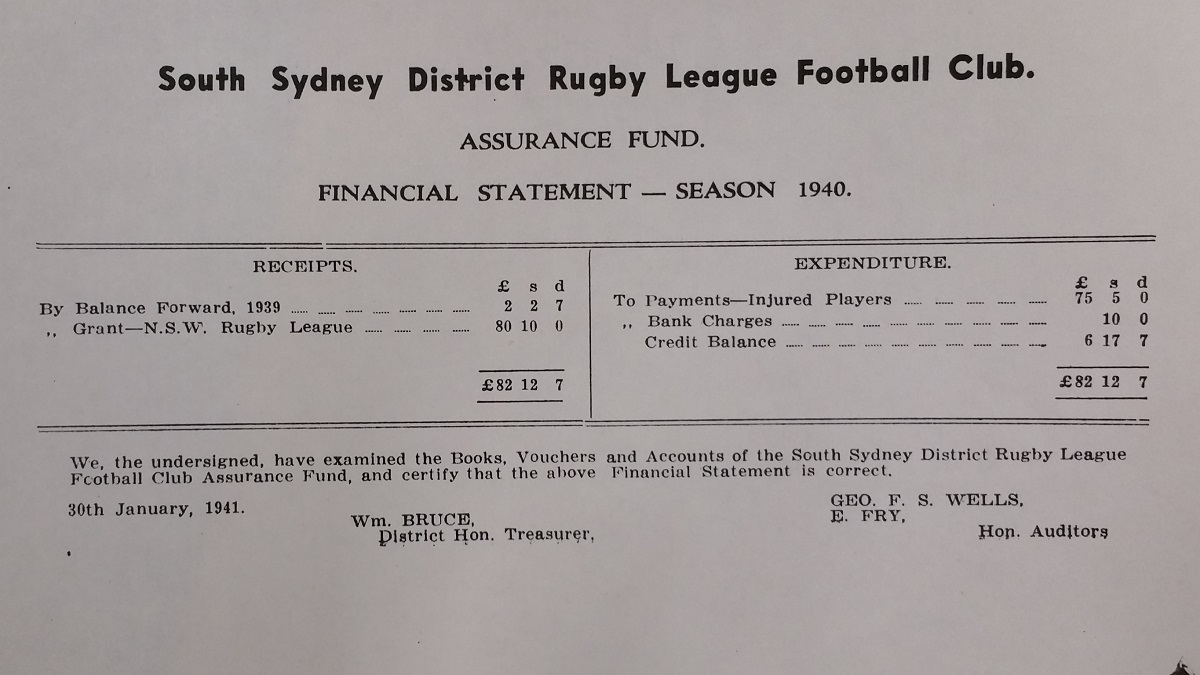 South Sydney District Rugby League Football Club.
ASSURANCE FUND.
FINANCIAL STATEMENT — SEASON 1940.
RECEIPTS.
£ s d
By Balance Forward, 1939 ..... ..... ..... ..... ..... ..... ..... 2 2 7
,, Grant—N.S.W. Rugby League ..... ..... ..... ..... 80 10 0
£82 12 7
EXPENDITURE.
£ s d
To Payments—Injured Players ..... ..... ..... ..... ..... 75 5 0
,, Bank Charges ..... ..... ..... ..... ..... ..... ..... ..... ..... ..... 10 0
Credit Balance ..... ..... ..... ..... ..... ..... ..... ..... ..... ..... 6 17 7
£82 12 7
We, the undersigned, have examined the Books, Vouchers and Accounts of the South Sydney District Rugby League
Football Club Assurance Fund, and certify that the above Financial Statement is correct.
30th January, 1941.
Wm. BRUCE,
District Hon. Treasurer,
GEO. F. S. WELLS,
E. FRY,
Hon. Auditors